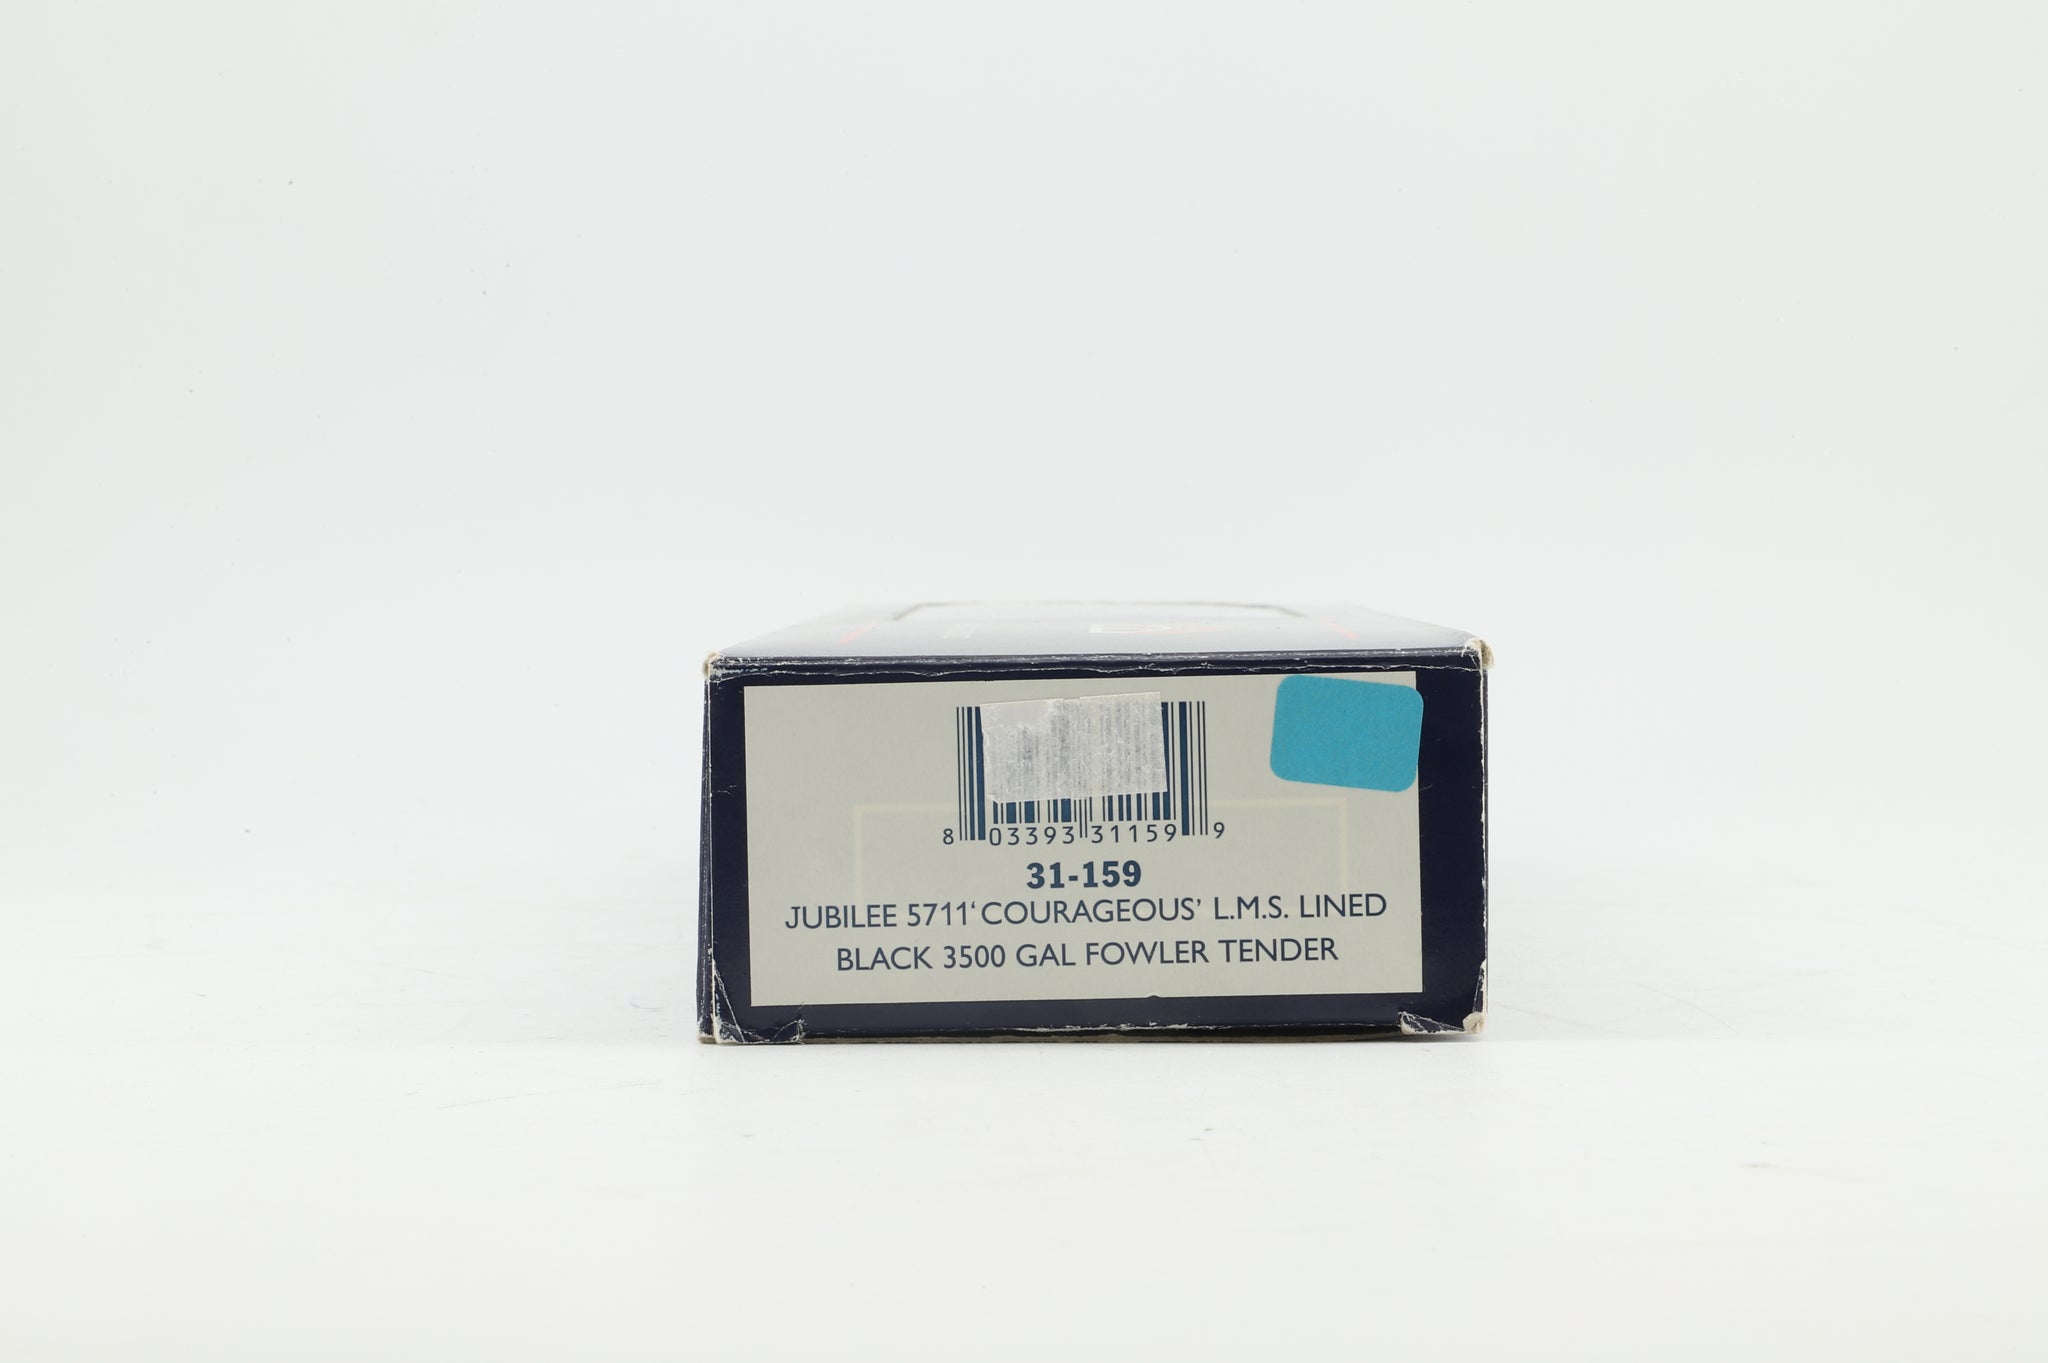 8 03393 31159 9
31-159
JUBILEE 5711 ‘COURAGEOUS’ L.M.S. LINED
BLACK 3500 GAL FOWLER TENDER